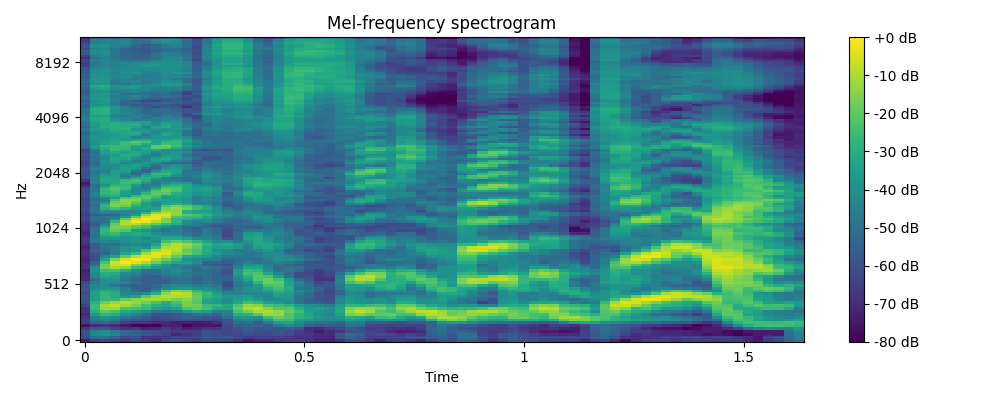 Mel-frequency spectrogram
8192
4096
2048
1024
512
0
Hz
0
0.5
1
1.5
Time
+0 dB
-10 dB
-20 dB
-30 dB
-40 dB
-50 dB
-60 dB
-70 dB
-80 dB